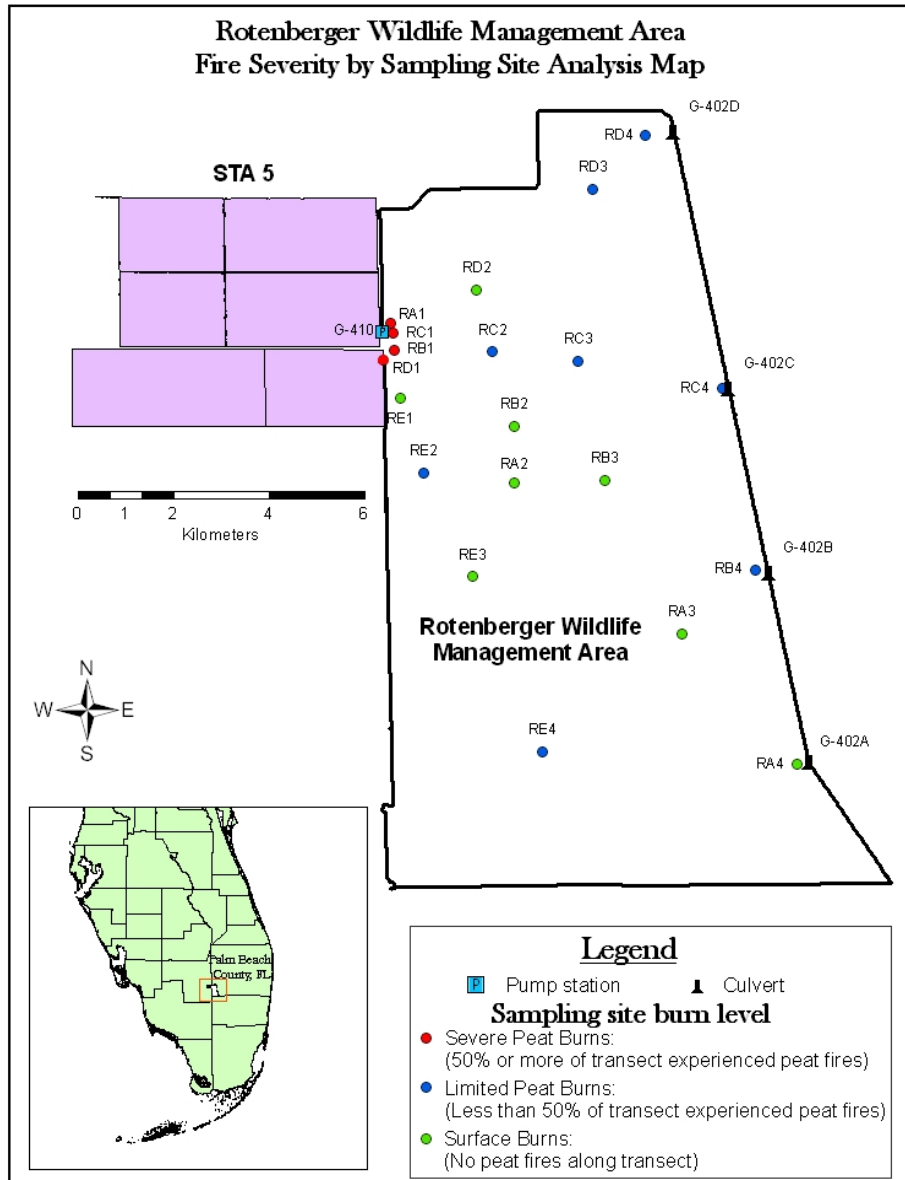 Rotenberger Wildlife Management Area
Fire Severity by Sampling Site Analysis Map
G-402D
RD4
RD3
STA 5
RD2
RA1
G-410
P
RC1
RC2
RC3
RB1
RD1
G-402C
RC4
RE1
RB2
RE2
RA2
RB3
0 1 2 4 6
Kilometers
RE3
G-402B
RB4
RA3
Rotenberger Wildlife
Management Area
N
W E
S
RE4
G-402A
RA4
Palm Beach
County, FL
Legend
P Pump station
Culvert
Sampling site burn level
Severe Peat Burns:
(50% or more of transect experienced peat fires)
Limited Peat Burns:
(Less than 50% of transect experienced peat fires)
Surface Burns:
(No peat fires along transect)